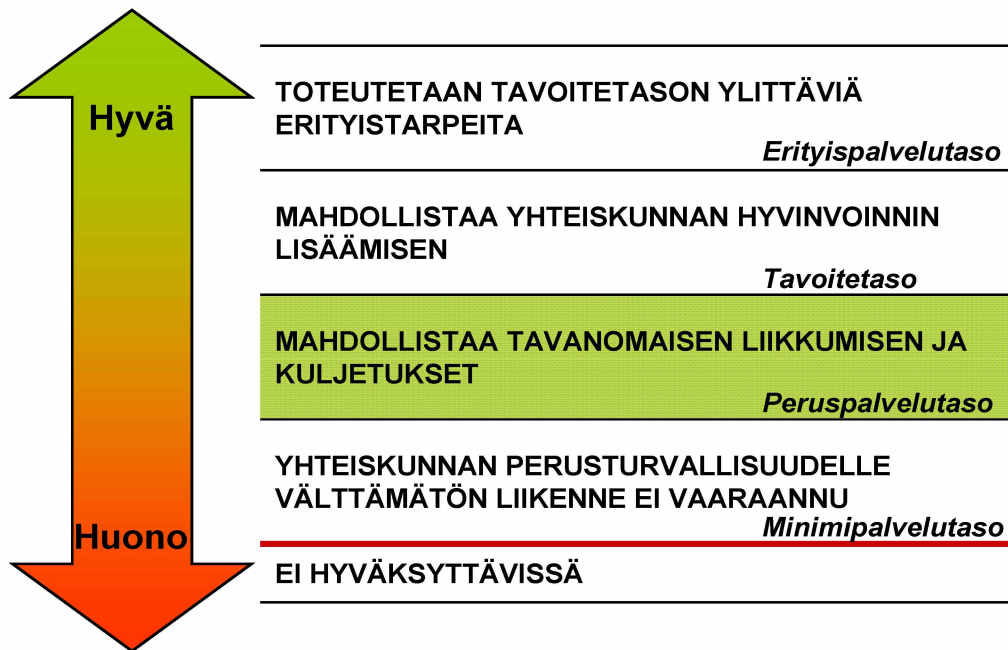 Hyvä
TOTEUTETAAN TAVOITETASON YLITTÄVIÄ
ERITYISTARPEITA
Erityispalvelutaso
MAHDOLLISTAA YHTEISKUNNAN HYVINVOINNIN
LISÄÄMISEN
Tavoitetaso
MAHDOLLISTAA TAVANOMAISEN LIIKKUMISEN JA
KULJETUKSET
Peruspalvelutaso
YHTEISKUNNAN PERUSTURVALLISUUDELLE
VÄLTTÄMÄTÖN LIIKENNE EI VAARAANNU
Minimipalvelutaso
Huono
EI HYVÄKSYTTÄVISSÄ